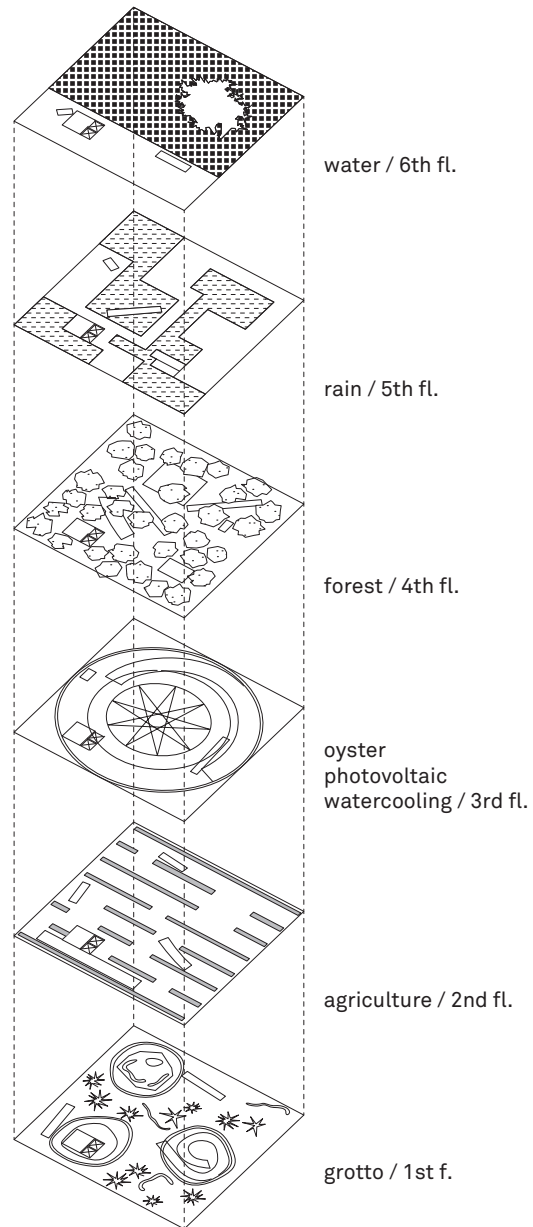 water / 6th fl.
rain / 5th fl.
forest / 4th fl.
oyster
photovoltaic
watercooling / 3rd fl.
agriculture / 2nd fl.
grotto / 1st f.